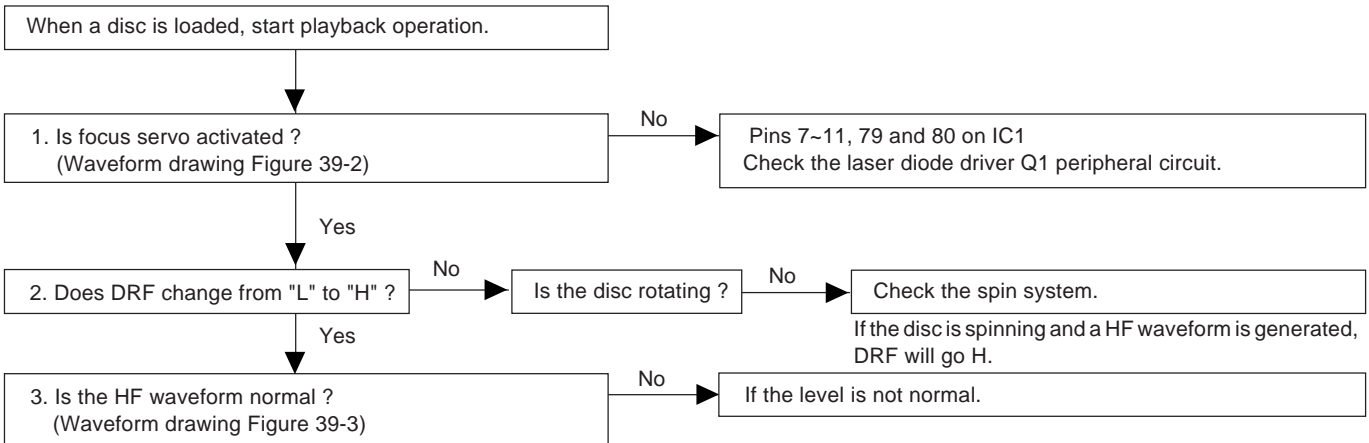 When a disc is loaded, start playback operation.
1. Is focus servo activated ?
(Waveform drawing Figure 39-2)
No
Pins 7~11, 79 and 80 on IC1
Check the laser diode driver Q1 peripheral circuit.
Yes
2. Does DRF change from "L" to "H" ?
No
Is the disc rotating ?
No
Check the spin system.
If the disc is spinning and a HF waveform is generated,
DRF will go H.
Yes
3. Is the HF waveform normal ?
(Waveform drawing Figure 39-3)
No
If the level is not normal.